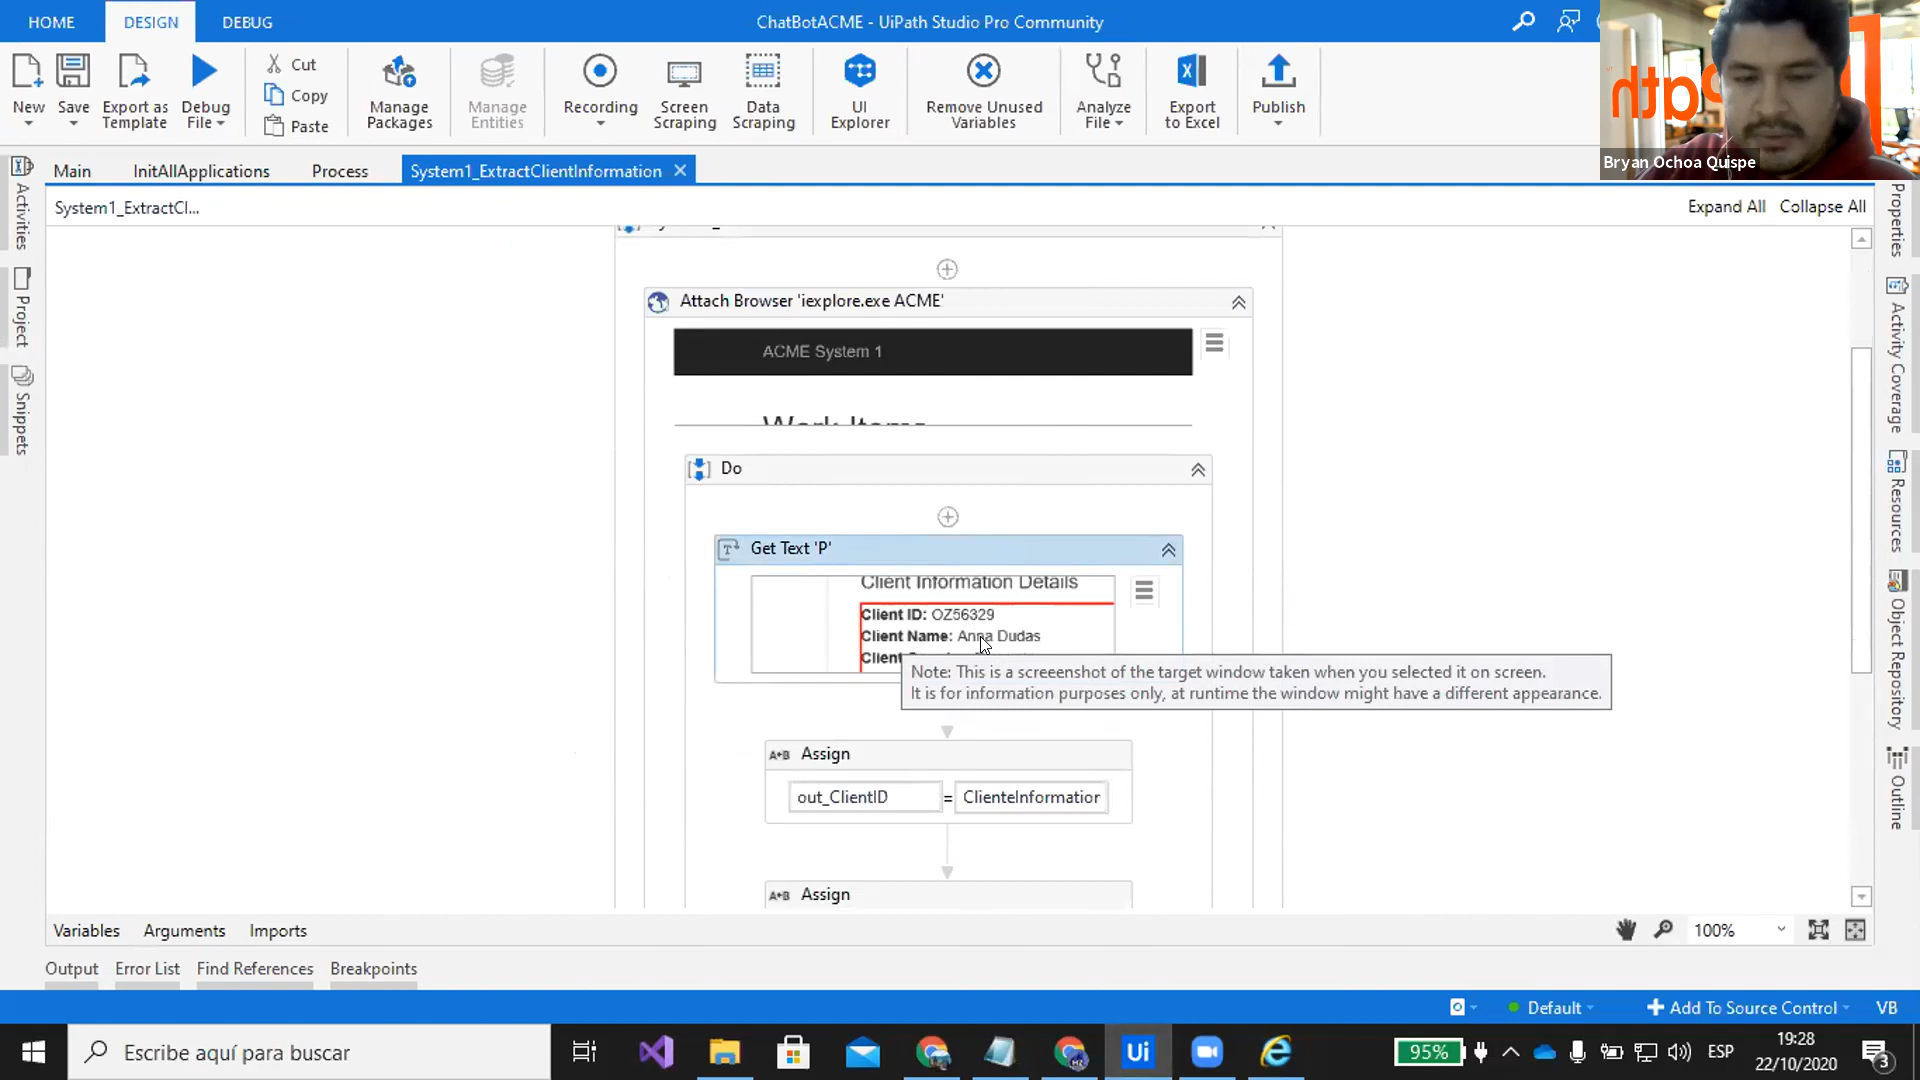 HOME
DESIGN
DEBUG
ChatBotACME - UiPath Studio Pro Community
New
Save
Export as Template
Debug File
Cut
Copy
Paste
Manage Packages
Manage Entities
Recording
Screen Scraping
Data Scraping
UI Explorer
Remove Unused Variables
Analyze File
Export to Excel
Publish
Path
Bryan Ochoa Quispe
Main
InitAllApplications
Process
System1_ExtractClientInformation
System1_ExtractCl...
Expand All
Collapse All
Activities
Project
Snippets
Properties
Activity Coverage
Resources
Object Repository
Outline
Attach Browser 'iexplore.exe ACME'
ACME System 1
Work Items
Do
Get Text 'P'
Client Information Details
Client ID: OZ56329
Client Name: Anna Dudas
Client
Note: This is a screeenshot of the target window taken when you selected it on screen.
It is for information purposes only, at runtime the window might have a different appearance.
A+B Assign
out_ClientID = ClienteInformation
A+B Assign
Variables
Arguments
Imports
100%
Output
Error List
Find References
Breakpoints
Default
Add To Source Control
VB
Escribe aquí para buscar
Ui
95%
ESP
19:28
22/10/2020
3